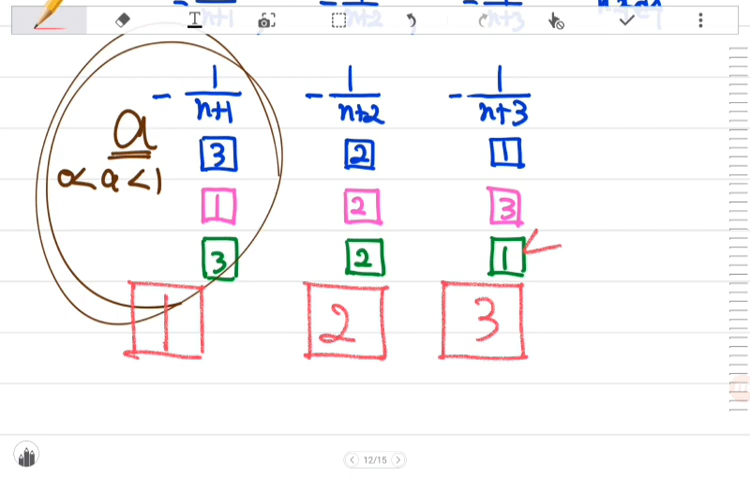 - 1/(n+1) - 1/(n+2) - 1/(n+3)
a
3 2 1
0<a<1
1 2 3
3 2 1
1 2 3
12/15